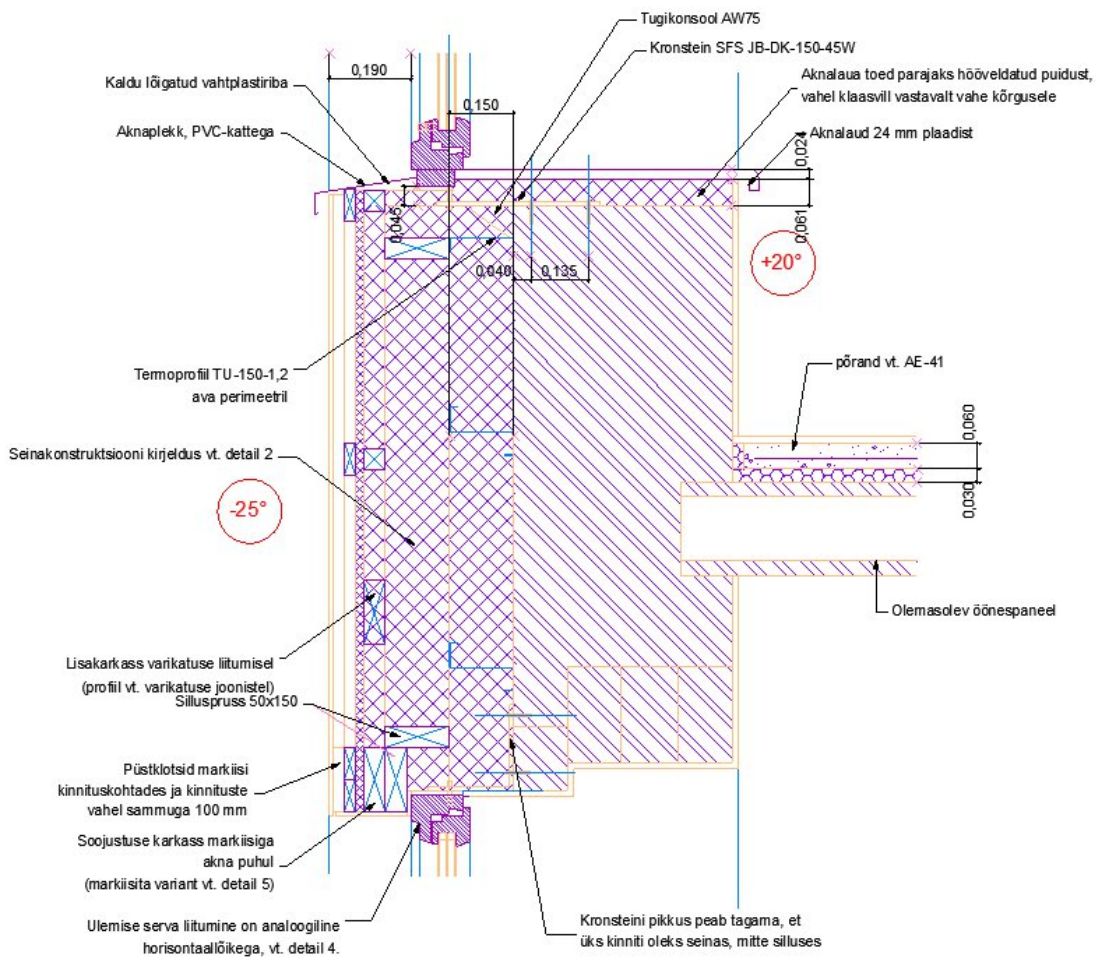 Tugikonsool AW75
Kronstein SFS JB-DK-150-45W
0,190
Kaldu lõigatud vahtplastiriba
Aknalaua toed parajaks hööveldatud puidust,
vahel klaasvill vastavalt vahe kõrgusele
0,150
Aknaplekk, PVC-kattega
Aknalaud 24 mm plaadist
0,024
0,045
0,061
+20°
0,040
0,135
Termoprofiil TU-150-1,2
ava perimeetril
põrand vt. AE-41
0,060
Seinakonstruktsiooni kirjeldus vt. detail 2
0,030
-25°
Olemasolev õõnespaneel
Lisakarkass varikatuse liitumisel
(profiil vt. varikatuse joonistel)
Silluspruss 50x150
Püstklotsid markiisi
kinnituskohtades ja kinnituste
vahel sammuga 100 mm
Soojustuse karkass markiisiga
akna puhul
(markiisita variant vt. detail 5)
Ulemise serva liitumine on analoogiline
horisontaallõikega, vt. detail 4.
Kronsteini pikkus peab tagama, et
üks kinniti oleks seinas, mitte silluses